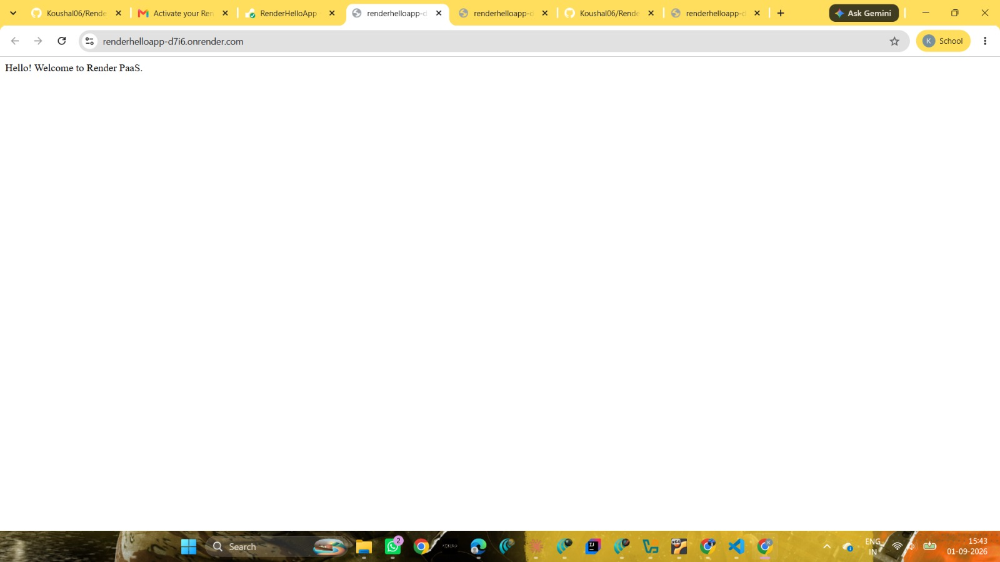 Koushal06/Rende
Activate your Ren
RenderHelloApp
renderhelloapp-d
renderhelloapp-d
Koushal06/Rende
renderhelloapp-d
Ask Gemini
renderhelloapp-d7i6.onrender.com
K
School
Hello! Welcome to Render PaaS.
Search
2
ENG
IN
15:43
01-09-2026